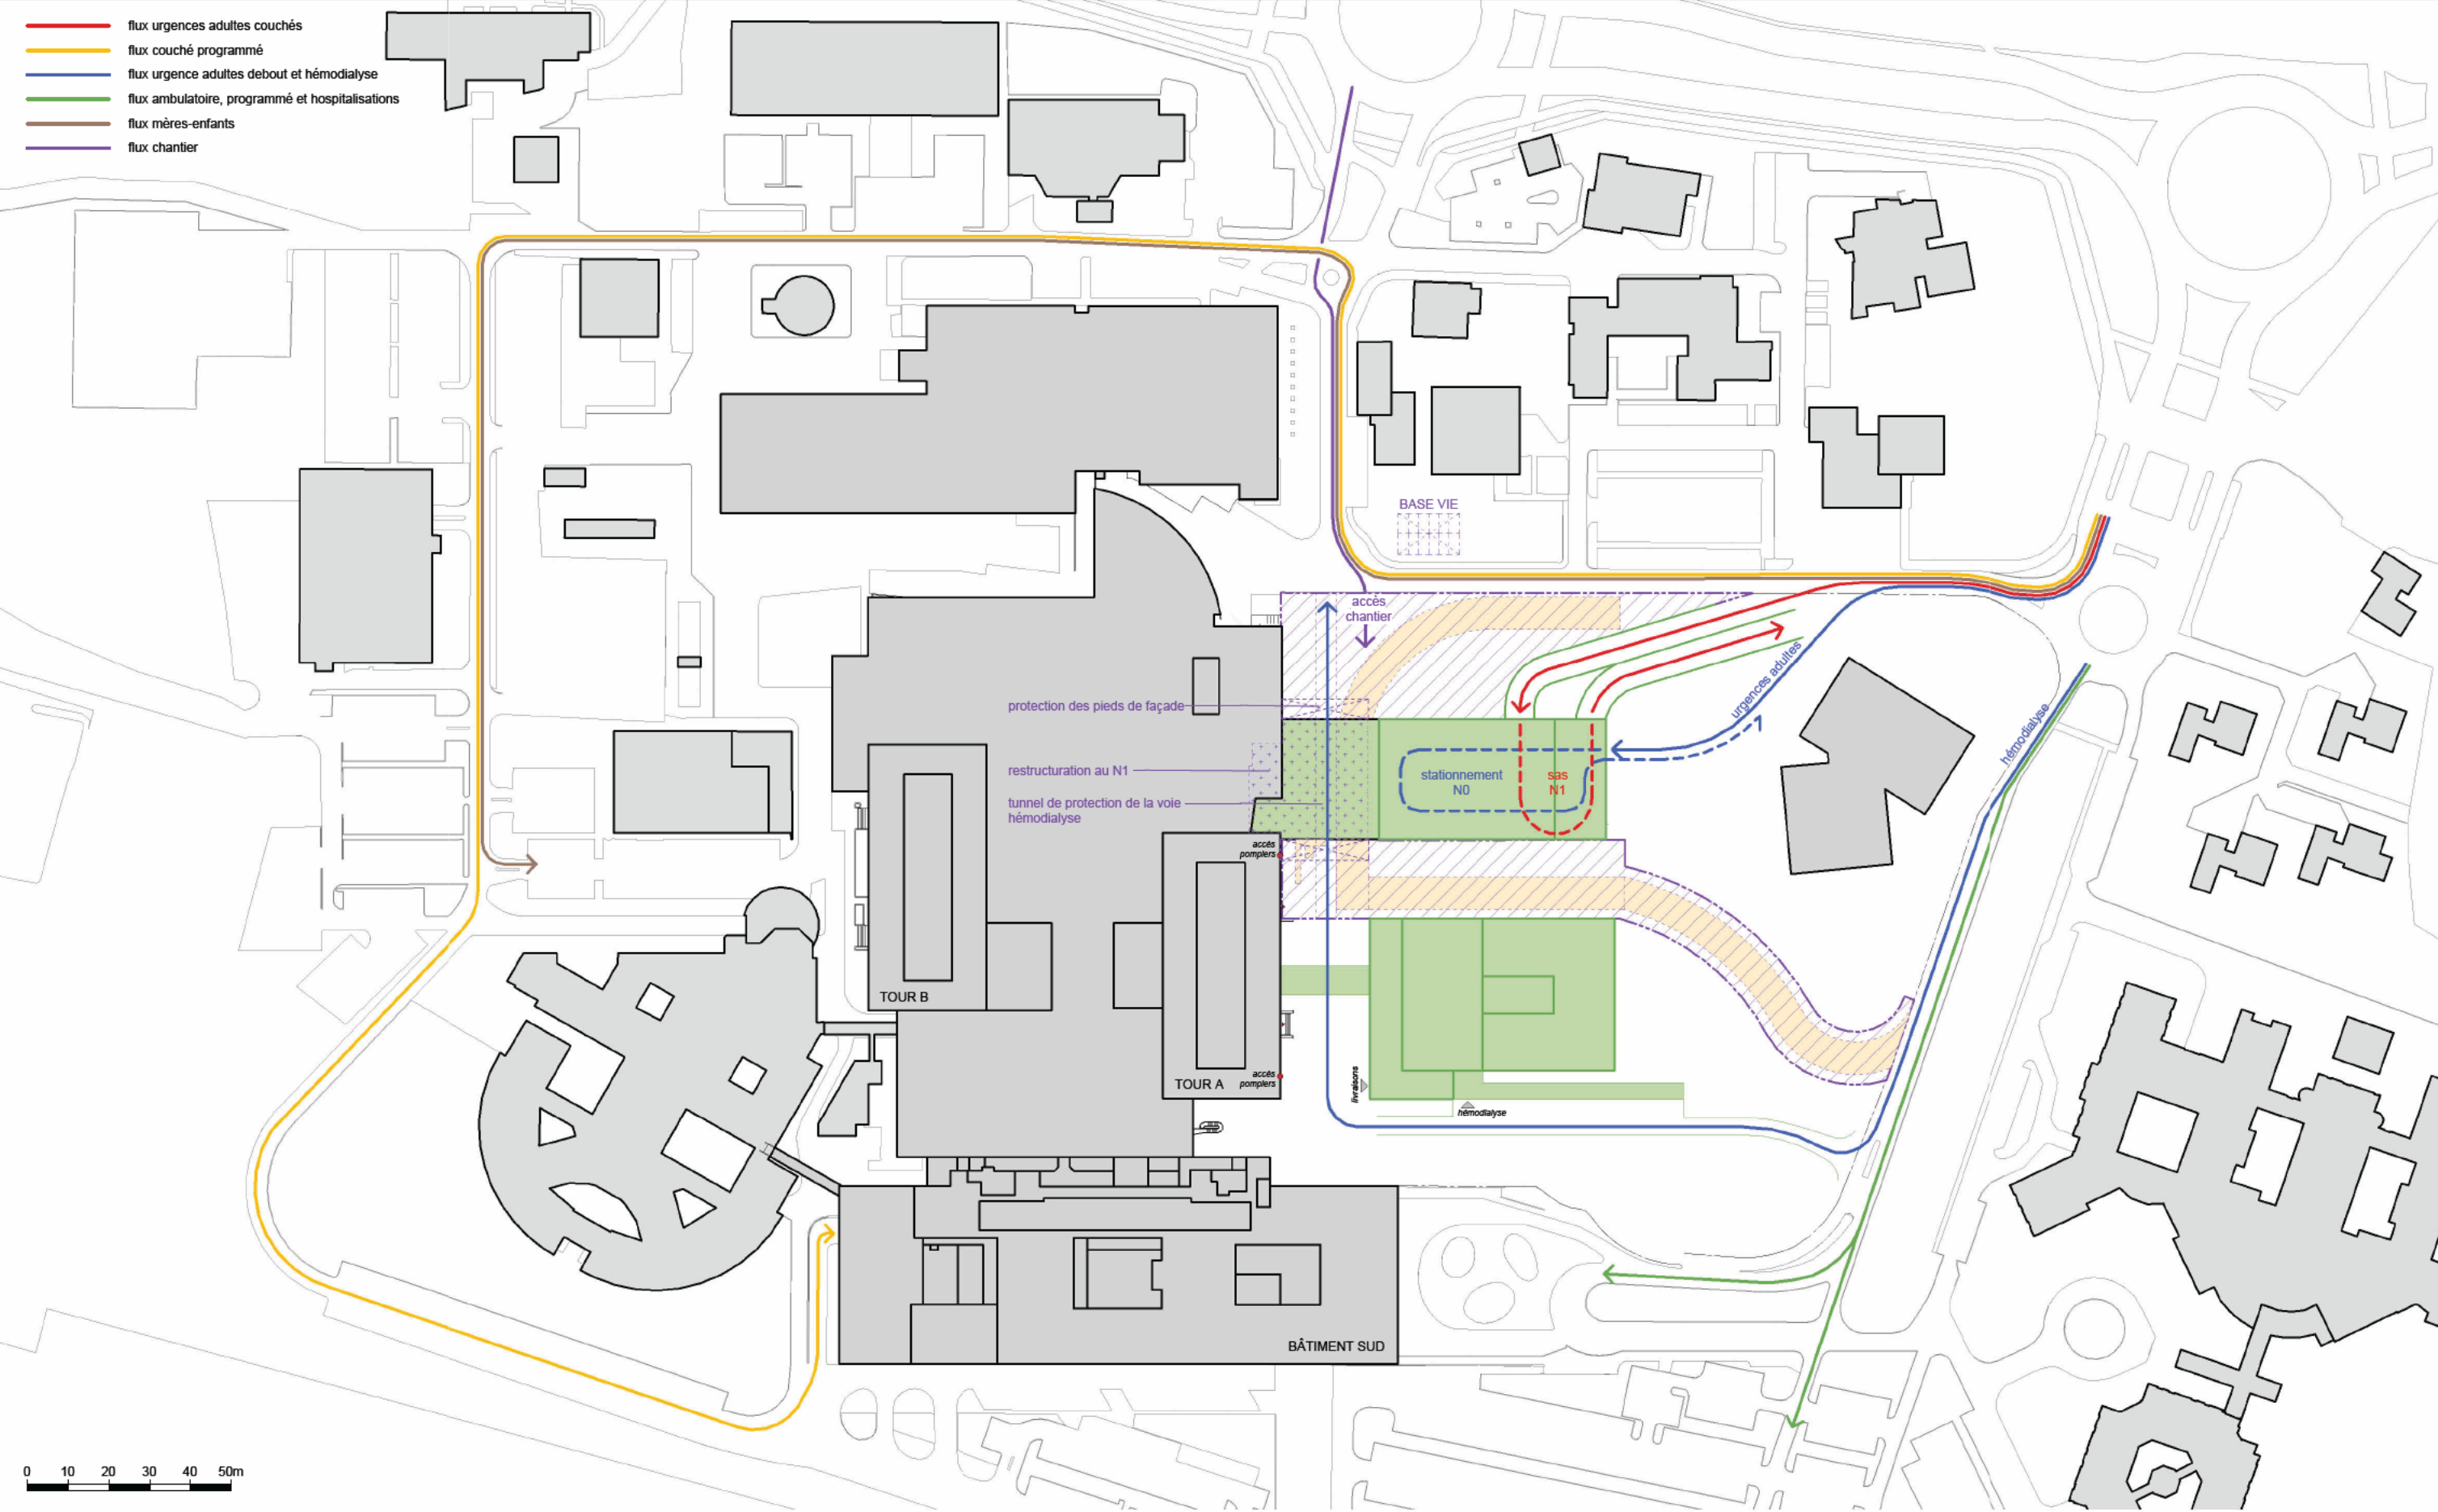 flux urgences adultes couchés
flux couché programmé
flux urgence adultes debout et hémodialyse
flux ambulatoire, programmé et hospitalisations
flux mères-enfants
flux chantier
BASE VIE
accès
chantier
urgences adultes
protection des pieds de façade
hémodialyse
restructuration au N1
stationnement
N0
sas
N1
tunnel de protection de la voie
hémodialyse
accès
pompiers
TOUR B
TOUR A
accès
pompiers
livraisons
hémodialyse
BÂTIMENT SUD
0 10 20 30 40 50m